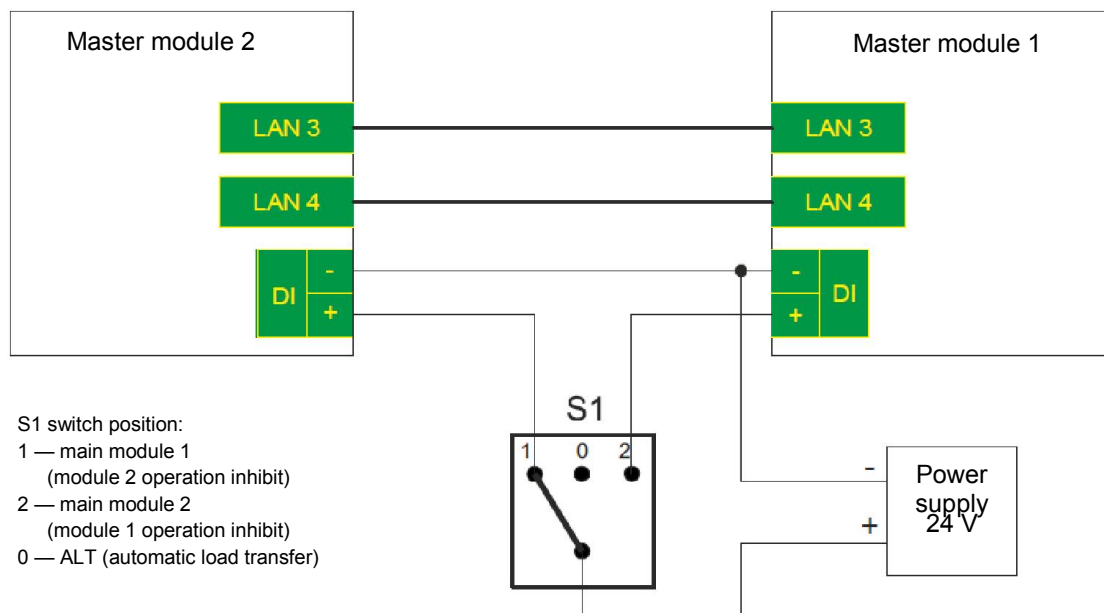 Master module 2
Master module 1
LAN 3
LAN 3
LAN 4
LAN 4
DI
-
+
-
+
DI
S1
1
0
2
S1 switch position:
1 — main module 1
(module 2 operation inhibit)
2 — main module 2
(module 1 operation inhibit)
0 — ALT (automatic load transfer)
-
+
Power
supply
24 V